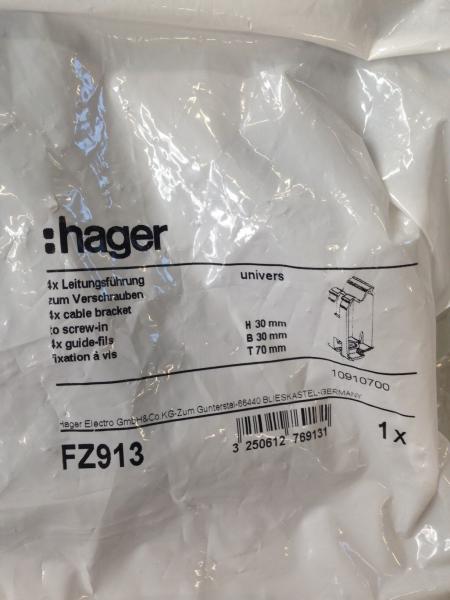 :hager
4x Leitungsführung
zum Verschrauben
4x cable bracket
to screw-in
4x guide-fils
fixation à vis
univers
H 30 mm
B 30 mm
T 70 mm
10910700
Hager Electro GmbH&Co.KG-Zum Gunterstal-66440 BLIESKASTEL-GERMANY
FZ913
3 250612 769131
1 x